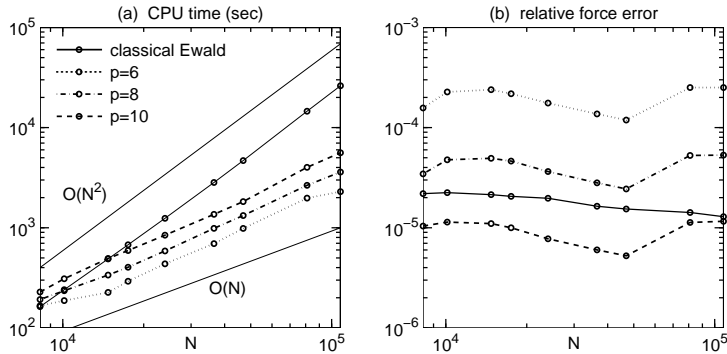 (a) CPU time (sec)
10^5
10^4
10^3
10^2
classical Ewald
p=6
p=8
p=10
O(N^2)
O(N)
10^4
N
10^5
(b) relative force error
10^-3
10^-4
10^-5
10^-6
10^4
N
10^5